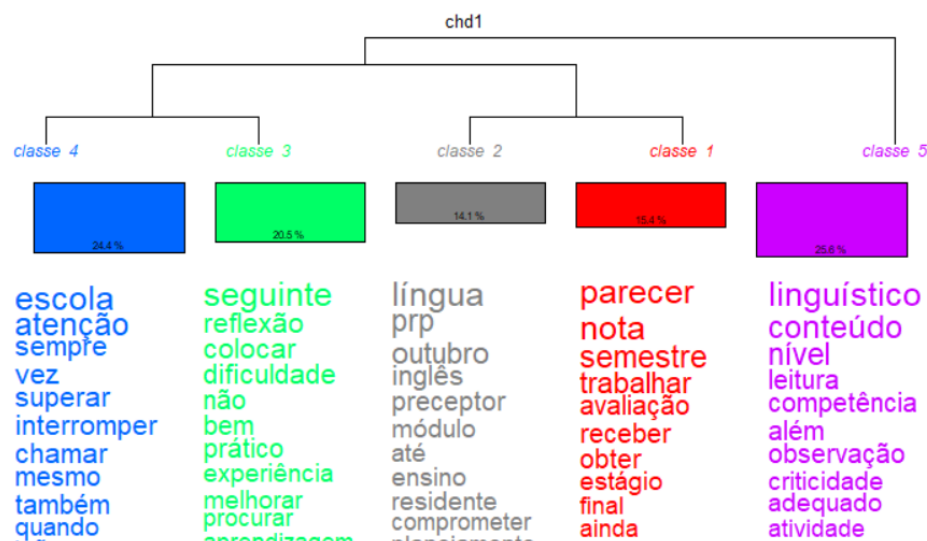 chd1
classe 4
classe 3
classe 2
classe 1
classe 5
24.4 %
20.5 %
14.1 %
15.4 %
25.6 %
escola
atenção
sempre
vez
superar
interromper
chamar
mesmo
também
quando
seguinte
reflexão
colocar
dificuldade
não
bem
prático
experiência
melhorar
procurar
aprendizagem
língua
prp
outubro
inglês
preceptor
módulo
até
ensino
residente
comprometer
planejamento
parecer
nota
semestre
trabalhar
avaliação
receber
obter
estágio
final
ainda
linguístico
conteúdo
nível
leitura
competência
além
observação
criticidade
adequado
atividade